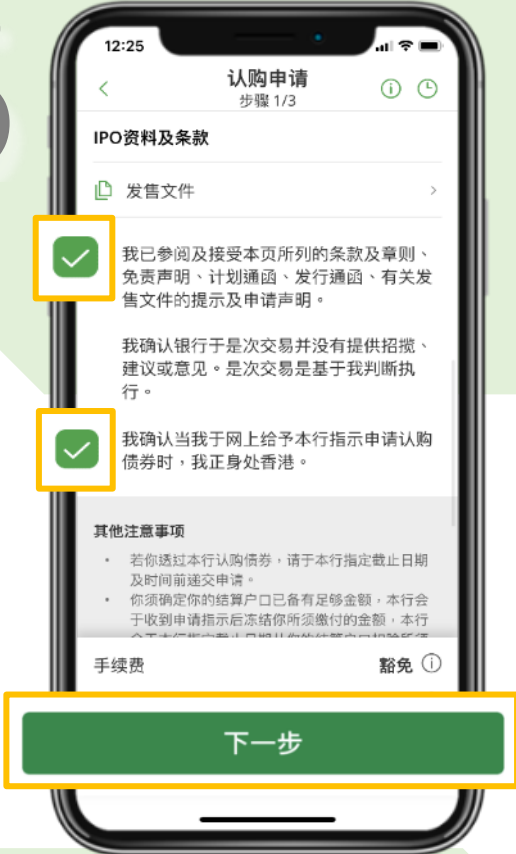 12:25
认购申请
步骤 1/3
IPO资料及条款
发售文件
我已参阅及接受本页所列的条款及章则、
免责声明、计划通函、发行通函、有关发
售文件的提示及申请声明。
我确认银行于是次交易并没有提供招揽、
建议或意见。是次交易是基于我判断执
行。
我确认当我于网上给予本行指示申请认购
债券时，我正身处香港。
其他注意事项
• 若你透过本行认购债券，请于本行指定截止日期
及时间前递交申请。
• 你须确定你的结算户口已备有足够金额，本行会
于收到申请指示后冻结你所须缴付的金额，本行
手续费
豁免
下一步